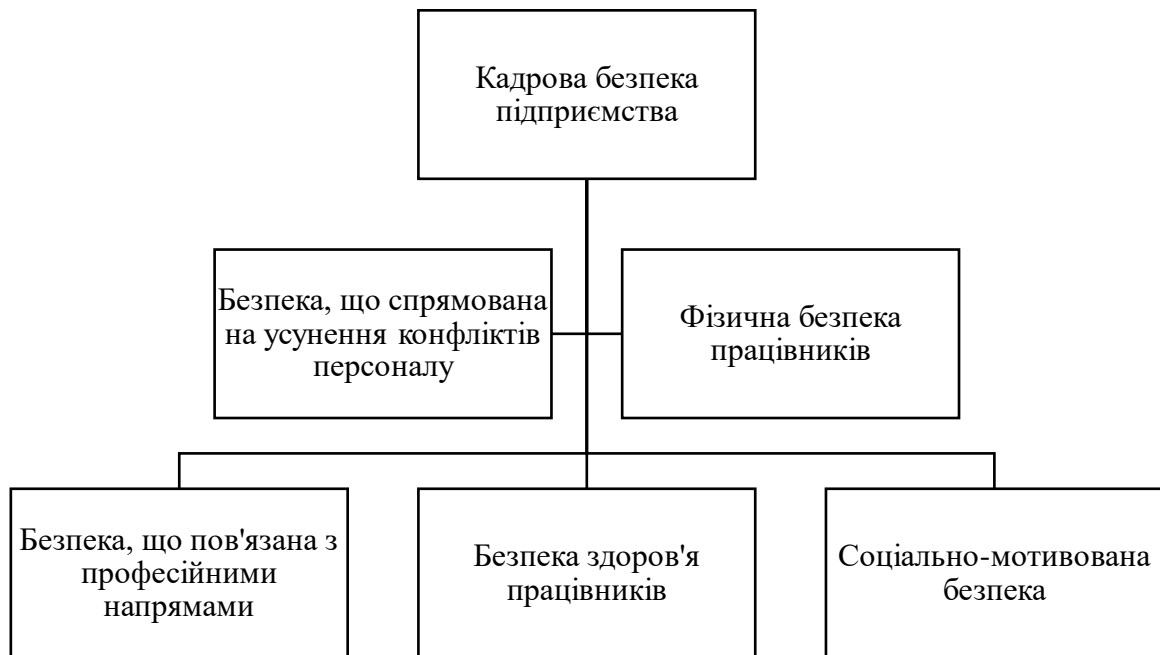 Кадрова безпека
підприємства
Безпека, що спрямована
на усунення конфліктів
персоналу
Фізична безпека
працівників
Безпека, що пов'язана з
професійними
напрямами
Безпека здоров'я
працівників
Соціально-мотивована
безпека